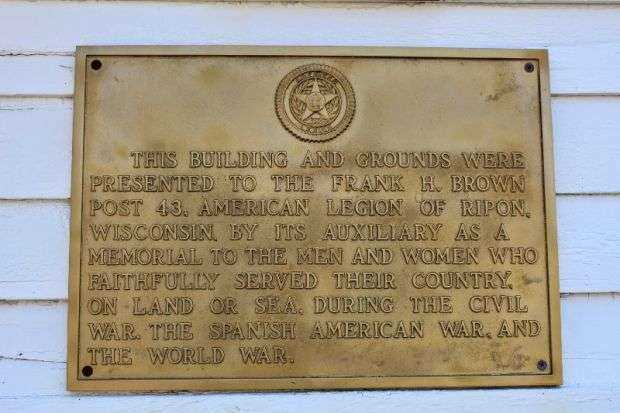 THIS BUILDING AND GROUNDS WERE
PRESENTED TO THE FRANK H. BROWN
POST 43, AMERICAN LEGION OF RIPON,
WISCONSIN, BY ITS AUXILIARY AS A
MEMORIAL TO THE MEN AND WOMEN WHO
FAITHFULLY SERVED THEIR COUNTRY,
ON LAND OR SEA, DURING THE CIVIL
WAR, THE SPANISH AMERICAN WAR, AND
THE WORLD WAR.